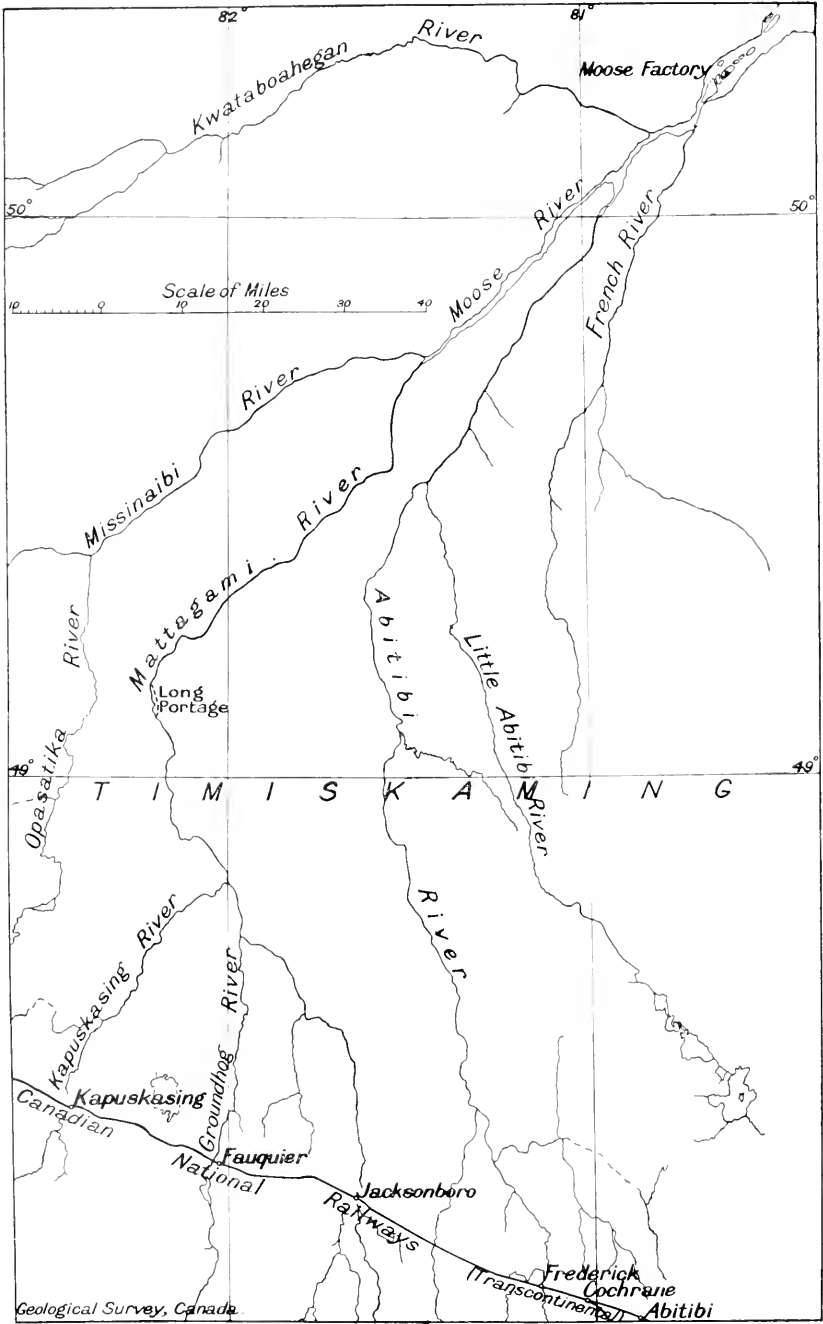 82°
81°
Kwataboahegan River
Moose Factory
50°
50°
Moose River
French River
Scale of Miles
10 0 10 20 30 40
Missinaibi River
Mattagami River
Opasatika River
Long
Portage
Abitibi River
Little Abitibi River
49°
49°
TIMISKAMING
Kapuskasing River
Groundhog River
Kapuskasing
Fauquier
Jacksonboro
Canadian National Railways
(Transcontinental)
Frederick
Cochrane
Abitibi
Geological Survey, Canada.